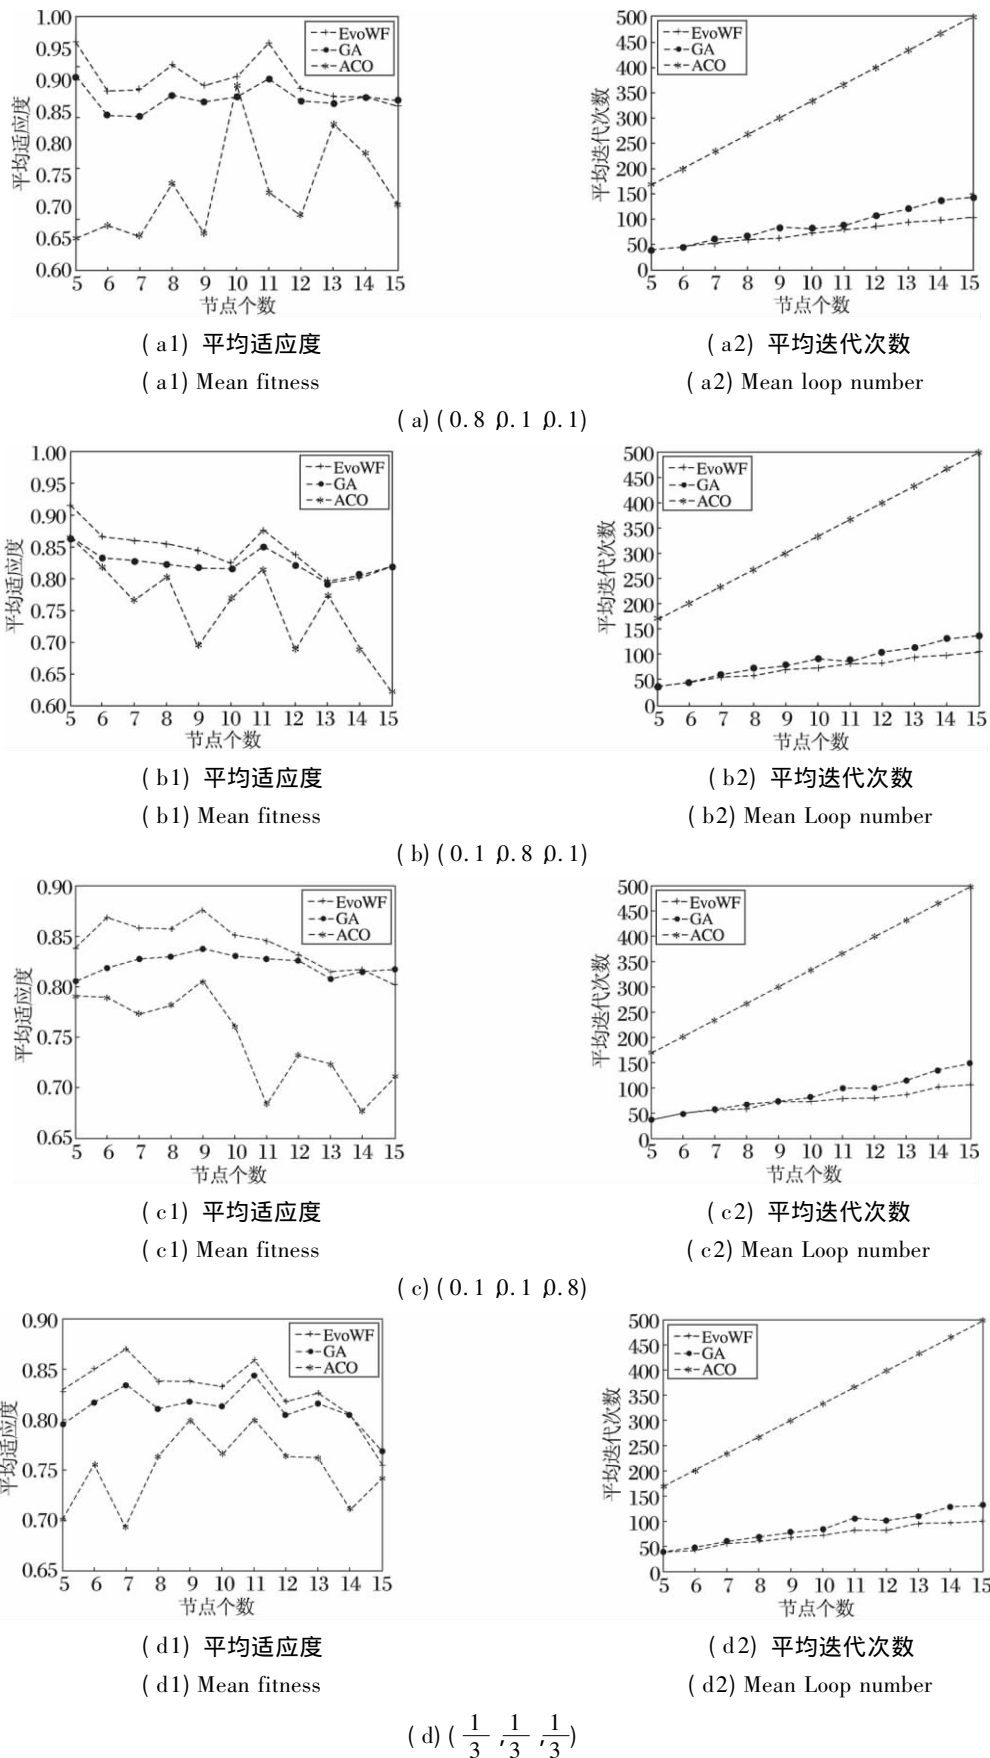 1.00
0.95
0.90
0.85
0.80
0.75
0.70
0.65
0.60
平均适应度
EvoWF
GA
ACO
5 6 7 8 9 10 11 12 13 14 15
节点个数
500
450
400
350
300
250
200
150
100
50
0
平均迭代次数
EvoWF
GA
ACO
5 6 7 8 9 10 11 12 13 14 15
节点个数
(a1) 平均适应度
(a2) 平均迭代次数
(a1) Mean fitness
(a2) Mean loop number
(a) (0.8,0.1,0.1)
1.00
0.95
0.90
0.85
0.80
0.75
0.70
0.65
0.60
平均适应度
EvoWF
GA
ACO
5 6 7 8 9 10 11 12 13 14 15
节点个数
500
450
400
350
300
250
200
150
100
50
0
平均迭代次数
EvoWF
GA
ACO
5 6 7 8 9 10 11 12 13 14 15
节点个数
(b1) 平均适应度
(b2) 平均迭代次数
(b1) Mean fitness
(b2) Mean Loop number
(b) (0.1,0.8,0.1)
0.90
0.85
0.80
0.75
0.70
0.65
平均适应度
EvoWF
GA
ACO
5 6 7 8 9 10 11 12 13 14 15
节点个数
500
450
400
350
300
250
200
150
100
50
0
平均迭代次数
EvoWF
GA
ACO
5 6 7 8 9 10 11 12 13 14 15
节点个数
(c1) 平均适应度
(c2) 平均迭代次数
(c1) Mean fitness
(c2) Mean Loop number
(c) (0.1,0.1,0.8)
0.90
0.85
0.80
0.75
0.70
0.65
平均适应度
EvoWF
GA
ACO
5 6 7 8 9 10 11 12 13 14 15
节点个数
500
450
400
350
300
250
200
150
100
50
0
平均迭代次数
EvoWF
GA
ACO
5 6 7 8 9 10 11 12 13 14 15
节点个数
(d1) 平均适应度
(d2) 平均迭代次数
(d1) Mean fitness
(d2) Mean Loop number
(d) (1/3,1/3,1/3)